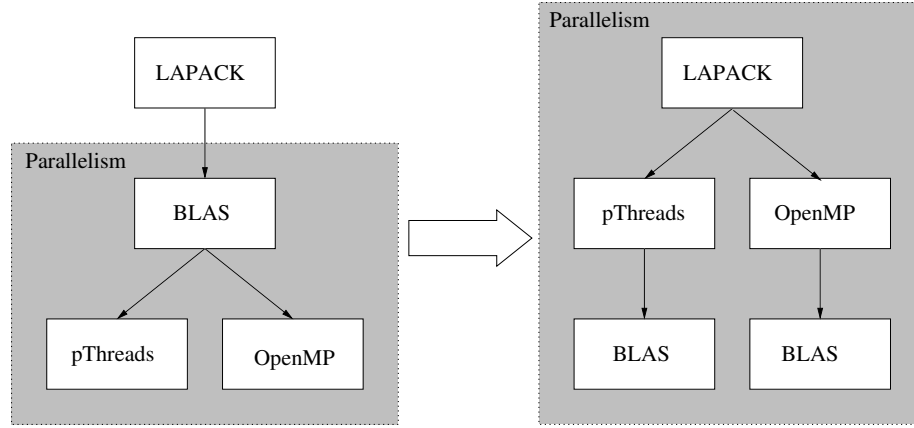 LAPACK
Parallelism
BLAS
pThreads
OpenMP
Parallelism
LAPACK
pThreads
OpenMP
BLAS
BLAS